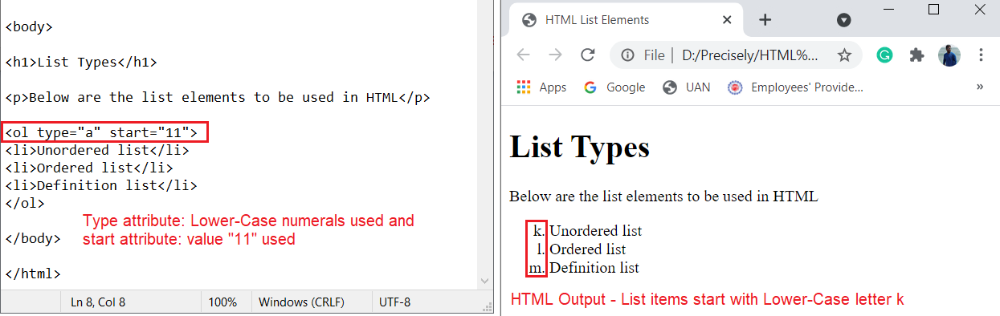 <body>
<h1>List Types</h1>
<p>Below are the list elements to be used in HTML</p>
<ol type="a" start="11">
<li>Unordered list</li>
<li>Ordered list</li>
<li>Definition list</li>
</ol>
Type attribute: Lower-Case numerals used and
start attribute: value "11" used
</body>
</html>
Ln 8, Col 8 100% Windows (CRLF) UTF-8
HTML List Elements
File | D:/Precisely/HTML%...
Apps Google UAN Employees' Provide... »
List Types
Below are the list elements to be used in HTML
k. Unordered list
l. Ordered list
m. Definition list
HTML Output - List items start with Lower-Case letter k